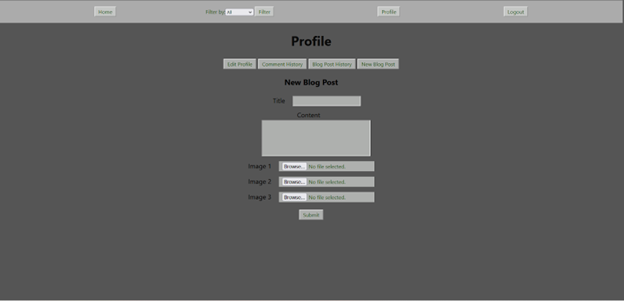 Home Filter By All Filter Profile Logout
Profile
Edit Profile Comment History Blog Post History New Blog Post
New Blog Post
Title
Content
Image 1 Browse... No file selected.
Image 2 Browse... No file selected.
Image 3 Browse... No file selected.
Submit